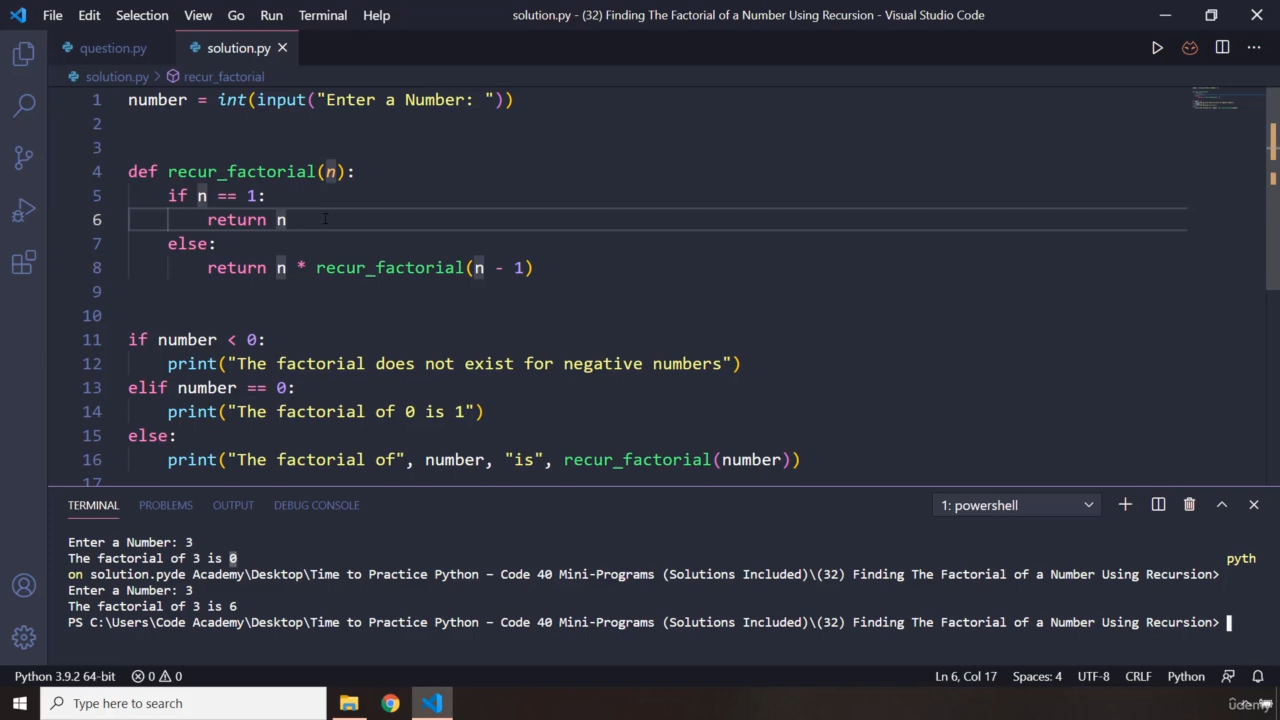 File Edit Selection View Go Run Terminal Help solution.py - (32) Finding The Factorial of a Number Using Recursion - Visual Studio Code
question.py solution.py
solution.py > recur_factorial
1 number = int(input("Enter a Number: "))
2
3
4 def recur_factorial(n):
5 if n == 1:
6 return n
7 else:
8 return n * recur_factorial(n - 1)
9
10
11 if number < 0:
12 print("The factorial does not exist for negative numbers")
13 elif number == 0:
14 print("The factorial of 0 is 1")
15 else:
16 print("The factorial of", number, "is", recur_factorial(number))
17
TERMINAL PROBLEMS OUTPUT DEBUG CONSOLE 1: powershell
Enter a Number: 3
The factorial of 3 is 0 pyth
on solution.pyde Academy\Desktop\Time to Practice Python – Code 40 Mini-Programs (Solutions Included)\(32) Finding The Factorial of a Number Using Recursion>
Enter a Number: 3
The factorial of 3 is 6
PS C:\Users\Code Academy\Desktop\Time to Practice Python – Code 40 Mini-Programs (Solutions Included)\(32) Finding The Factorial of a Number Using Recursion>
Python 3.9.2 64-bit 0 0 Ln 6, Col 17 Spaces: 4 UTF-8 CRLF Python
Type here to search
udemy